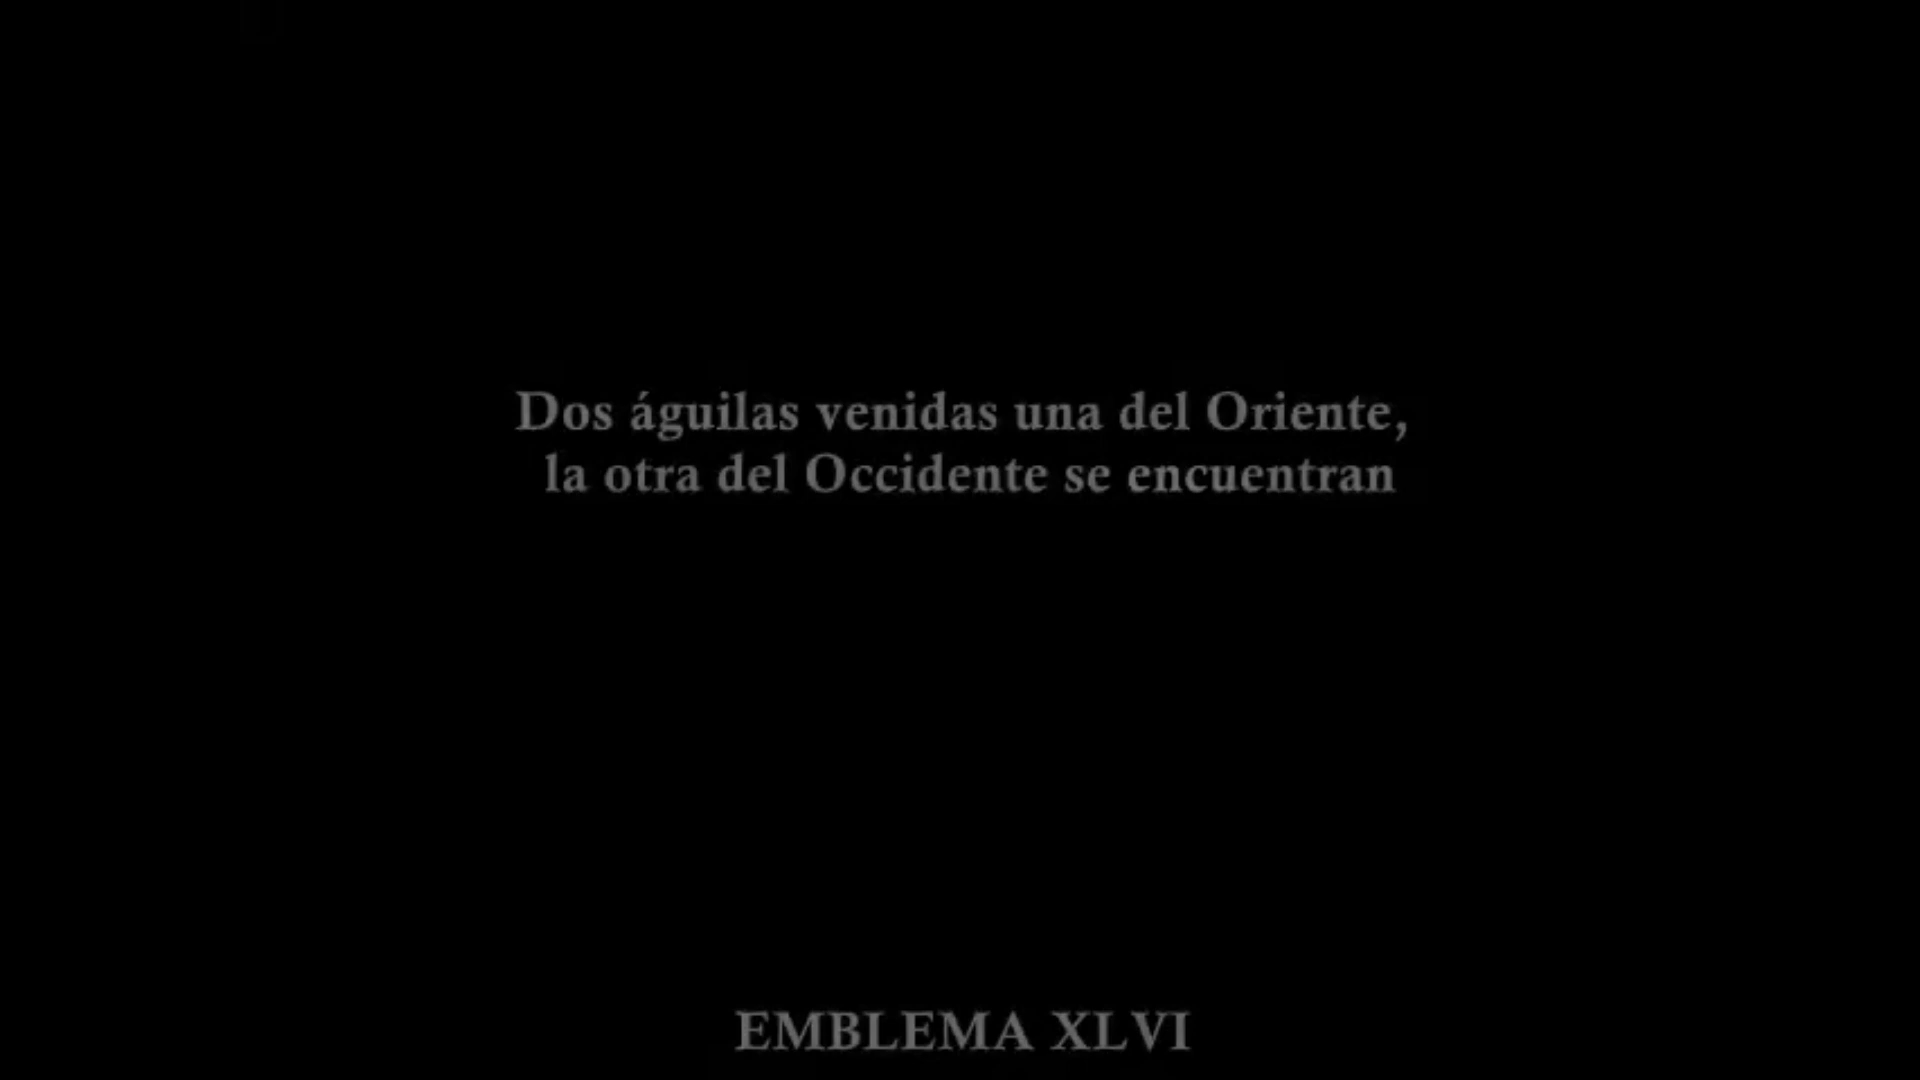 Dos águilas venidas una del Oriente,
la otra del Occidente se encuentran
EMBLEMA XLVI